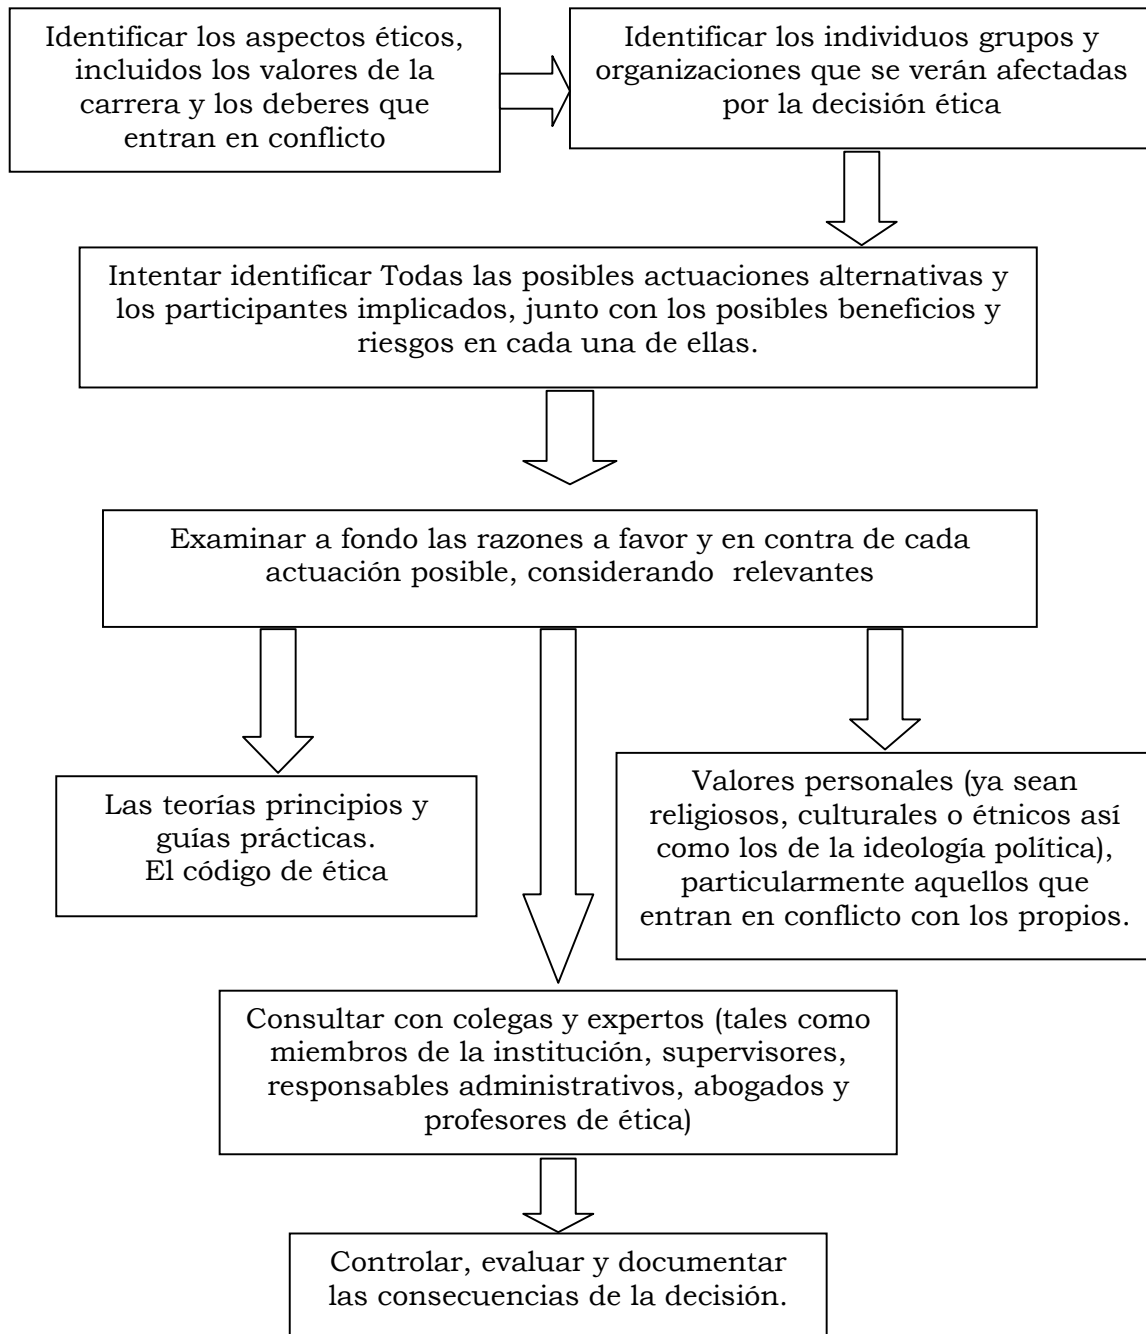 Identificar los aspectos éticos,
incluidos los valores de la
carrera y los deberes que
entran en conflicto
Identificar los individuos grupos y
organizaciones que se verán afectadas
por la decisión ética
Intentar identificar Todas las posibles actuaciones alternativas y
los participantes implicados, junto con los posibles beneficios y
riesgos en cada una de ellas.
Examinar a fondo las razones a favor y en contra de cada
actuación posible, considerando relevantes
Las teorías principios y
guías prácticas.
El código de ética
Valores personales (ya sean
religiosos, culturales o étnicos así
como los de la ideología política),
particularmente aquellos que
entran en conflicto con los propios.
Consultar con colegas y expertos (tales como
miembros de la institución, supervisores,
responsables administrativos, abogados y
profesores de ética)
Controlar, evaluar y documentar
las consecuencias de la decisión.